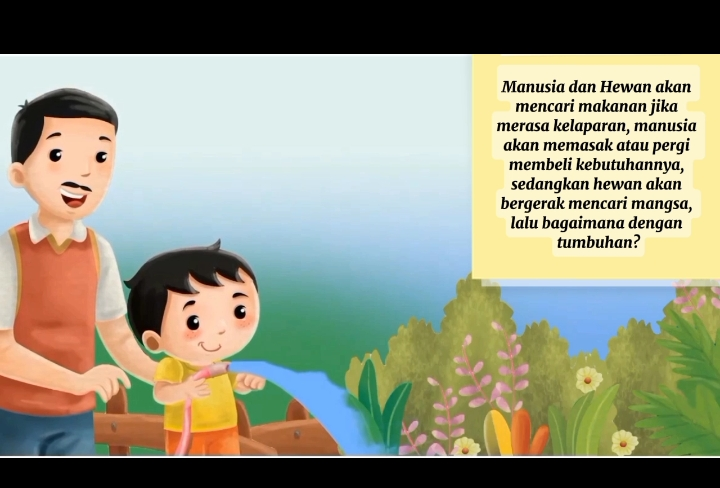 Manusia dan Hewan akan
mencari makanan jika
merasa kelaparan, manusia
akan memasak atau pergi
membeli kebutuhannya,
sedangkan hewan akan
bergerak mencari mangsa,
lalu bagaimana dengan
tumbuhan?